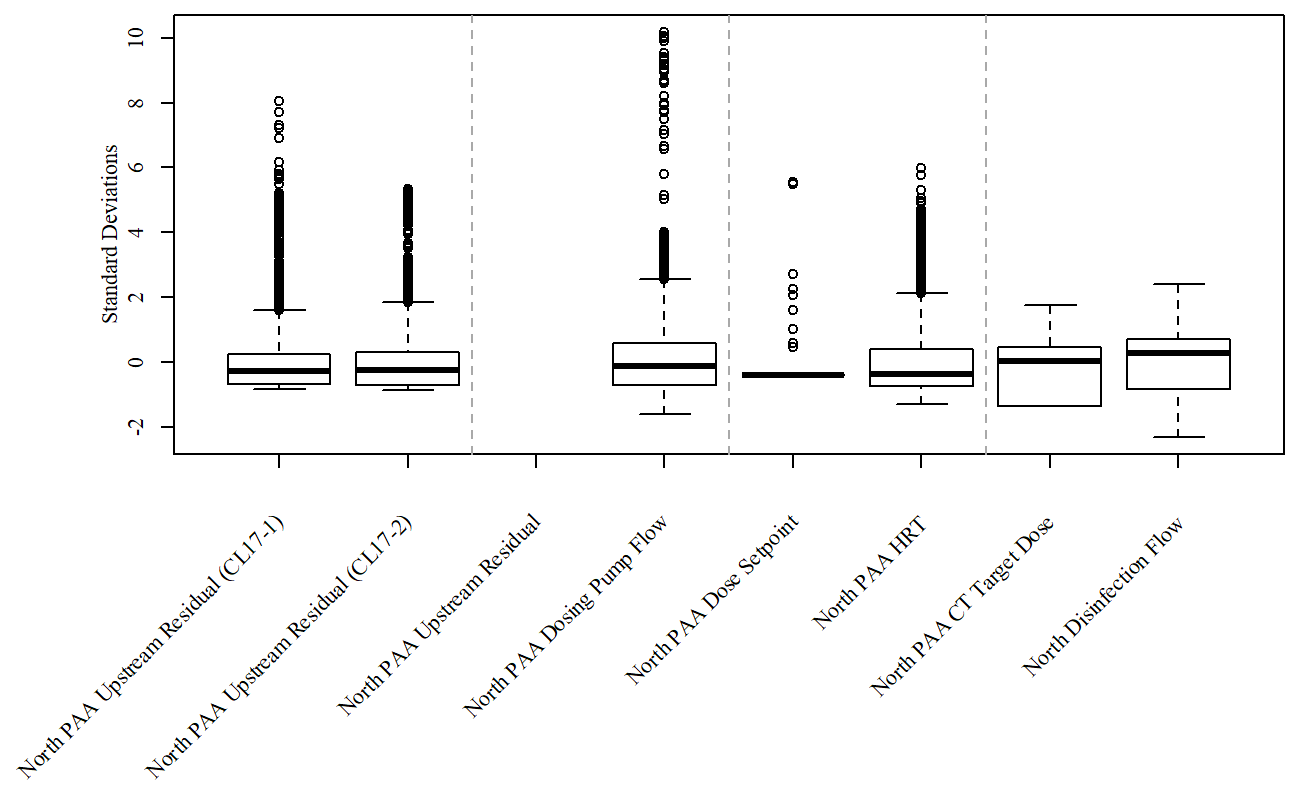 10
8
6
4
2
0
-2
Standard Deviations
North PAA Upstream Residual (CL17-1)
North PAA Upstream Residual (CL17-2)
North PAA Upstream Residual
North PAA Dosing Pump Flow
North PAA Dose Setpoint
North PAA HRT
North PAA CT Target Dose
North Disinfection Flow